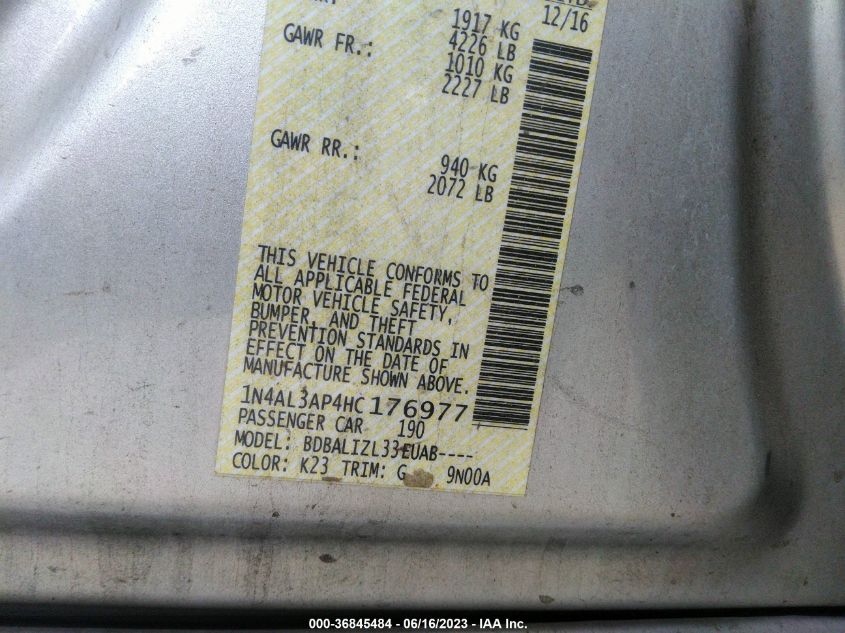 12/16
1917 KG
4226 LB
GAWR FR.: 1010 KG
2227 LB
GAWR RR.: 940 KG
2072 LB
THIS VEHICLE CONFORMS TO
ALL APPLICABLE FEDERAL
MOTOR VEHICLE SAFETY,
BUMPER, AND THEFT
PREVENTION STANDARDS IN
EFFECT ON THE DATE OF
MANUFACTURE SHOWN ABOVE.
1N4AL3AP4HC176977
PASSENGER CAR 190
MODEL: BDBALIZL33EUAB----
COLOR: K23 TRIM: G 9N00A
000-36845484 - 06/16/2023 - IAA Inc.